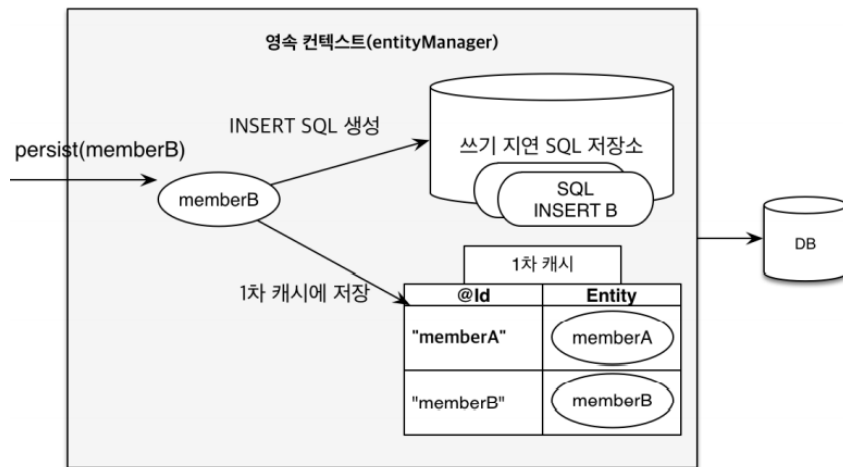 영속 컨텍스트(entityManager)
INSERT SQL 생성
persist(memberB)
memberB
쓰기 지연 SQL 저장소
SQL
INSERT B
DB
1차 캐시
1차 캐시에 저장
@Id Entity
"memberA" memberA
"memberB" memberB